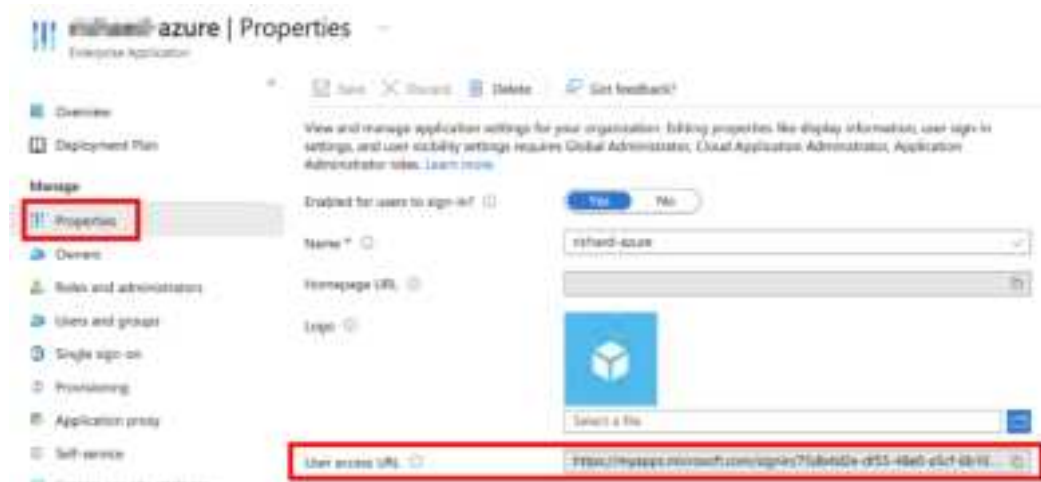 azure | Properties
Enterprise Application
Save Discard Delete Got feedback?
Overview
Deployment Plan
View and manage application settings for your organization. Editing properties like display information, user sign-in
settings, and user visibility settings requires Global Administrator, Cloud Application Administrator, Application
Administrator roles. Learn more.
Manage
Properties
Enabled for users to sign-in?
Yes No
Owners
Name *
richard-azure
Roles and administrators
Homepage URL
Users and groups
Logo
Single sign-on
Provisioning
Application proxy
Select a file
Self-service
User access URL